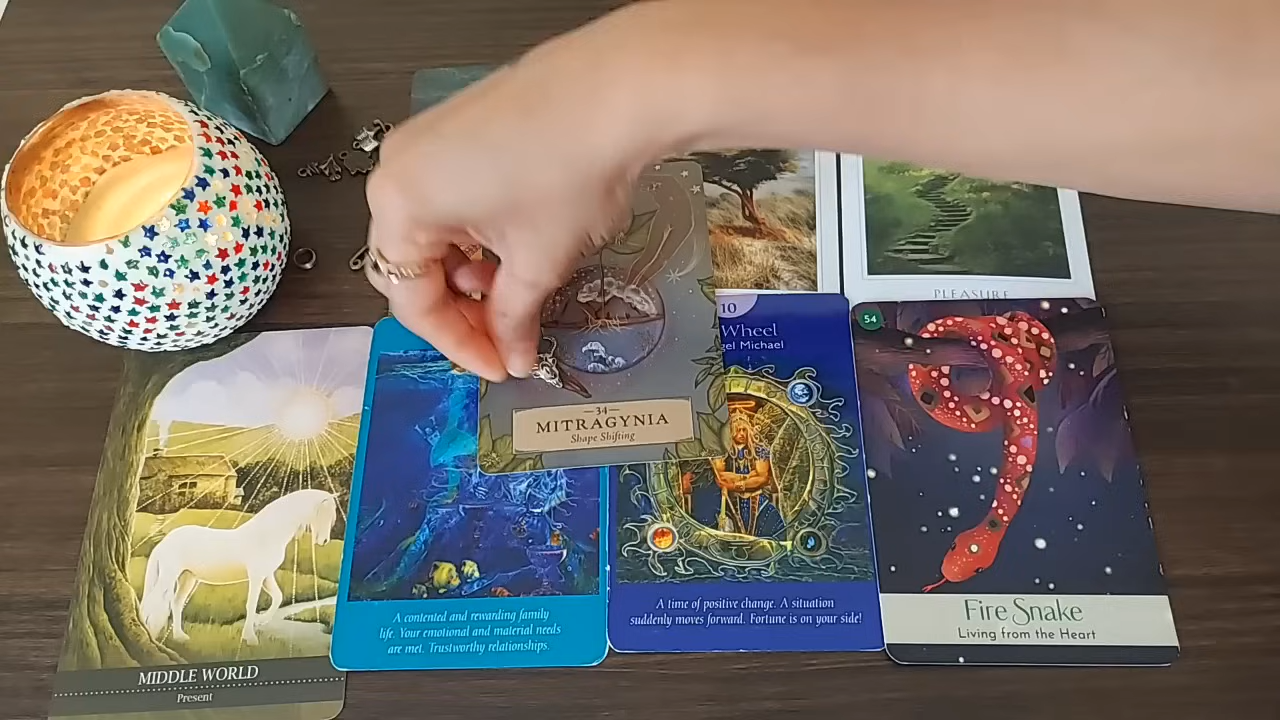 PLEASURE
10
Wheel
gel Michael
54
—34—
MITRAGYNIA
Shape Shifting
A contented and rewarding family
life. Your emotional and material needs
are met. Trustworthy relationships.
A time of positive change. A situation
suddenly moves forward. Fortune is on your side!
Fire Snake
Living from the Heart
MIDDLE WORLD
Present